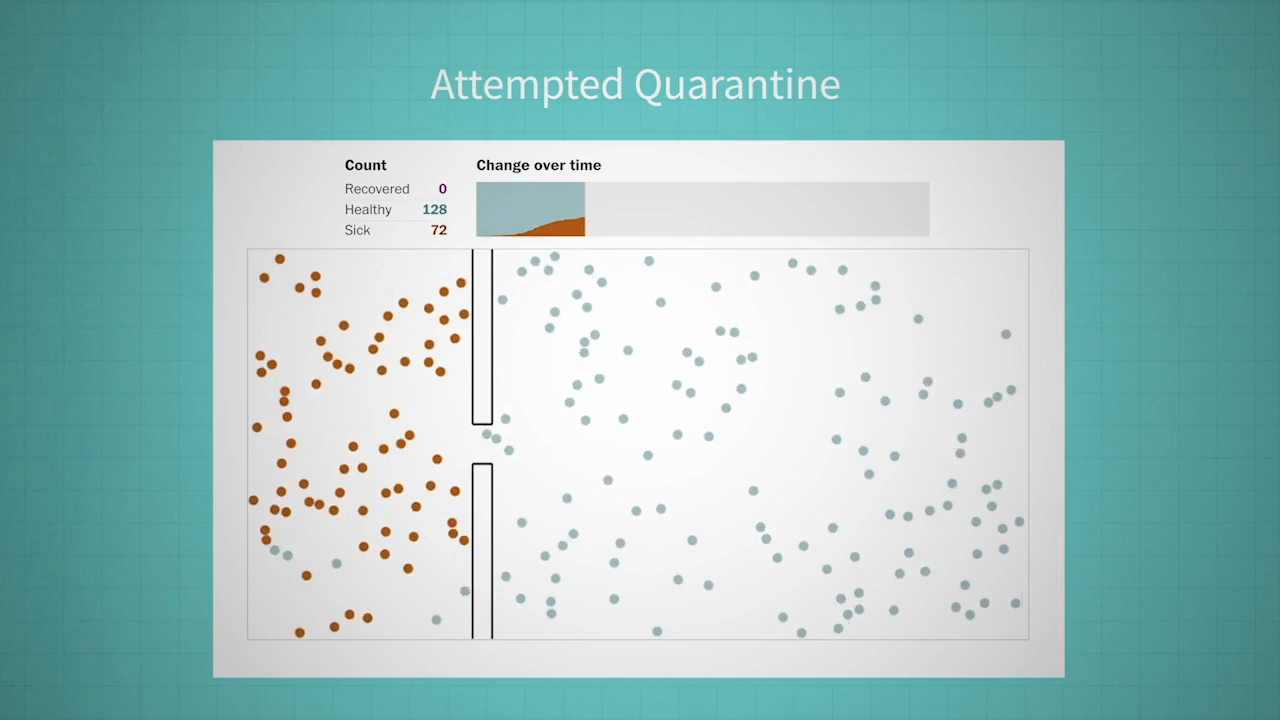 Attempted Quarantine
Count
Change over time
Recovered 0
Healthy 128
Sick 72